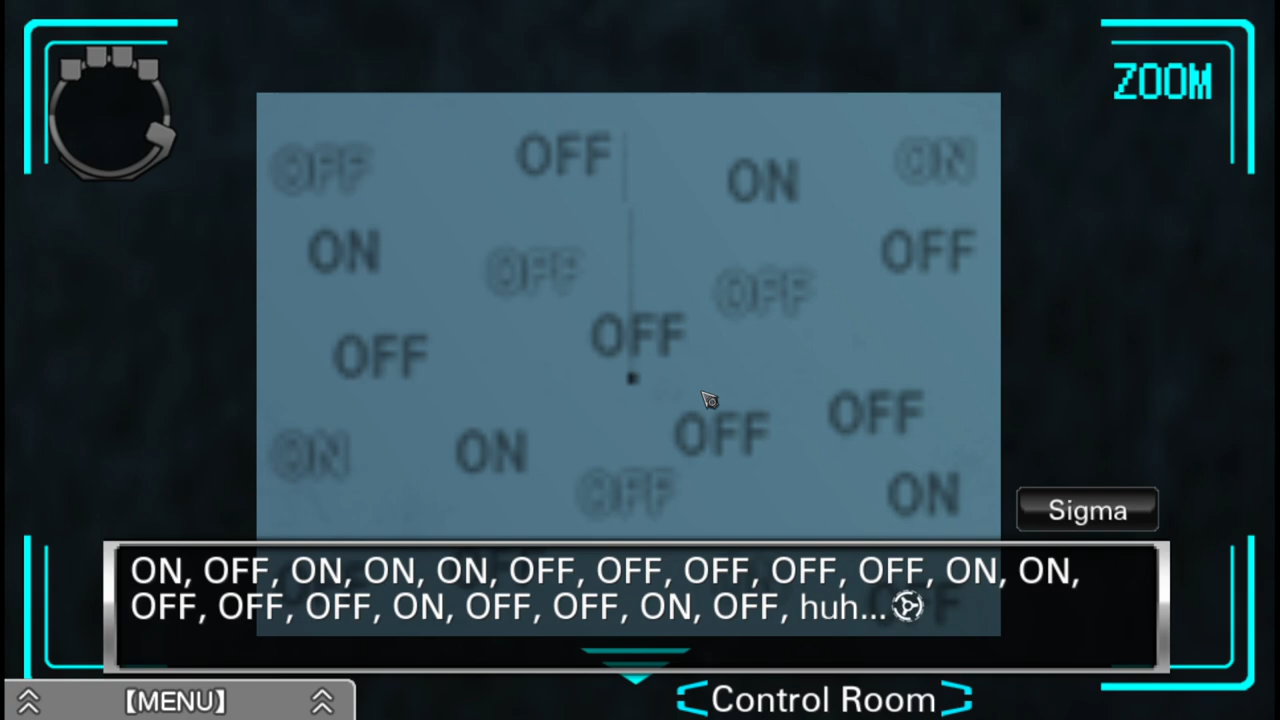 ZOOM
OFF OFF ON ON
ON OFF OFF OFF
OFF OFF
ON ON OFF OFF OFF
ON
Sigma
ON, OFF, ON, ON, ON, OFF, OFF, OFF, OFF, OFF, ON, ON,
OFF, OFF, OFF, ON, OFF, OFF, ON, OFF, huh...
【MENU】
Control Room